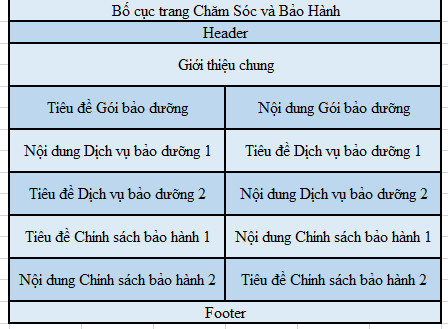 Bố cục trang Chăm Sóc và Bảo Hành
Header
Giới thiệu chung
Tiêu đề Gói bảo dưỡng
Nội dung Gói bảo dưỡng
Nội dung Dịch vụ bảo dưỡng 1
Tiêu đề Dịch vụ bảo dưỡng 1
Tiêu đề Dịch vụ bảo dưỡng 2
Nội dung Dịch vụ bảo dưỡng 2
Tiêu đề Chính sách bảo hành 1
Nội dung Chính sách bảo hành 1
Nội dung Chính sách bảo hành 2
Tiêu đề Chính sách bảo hành 2
Footer